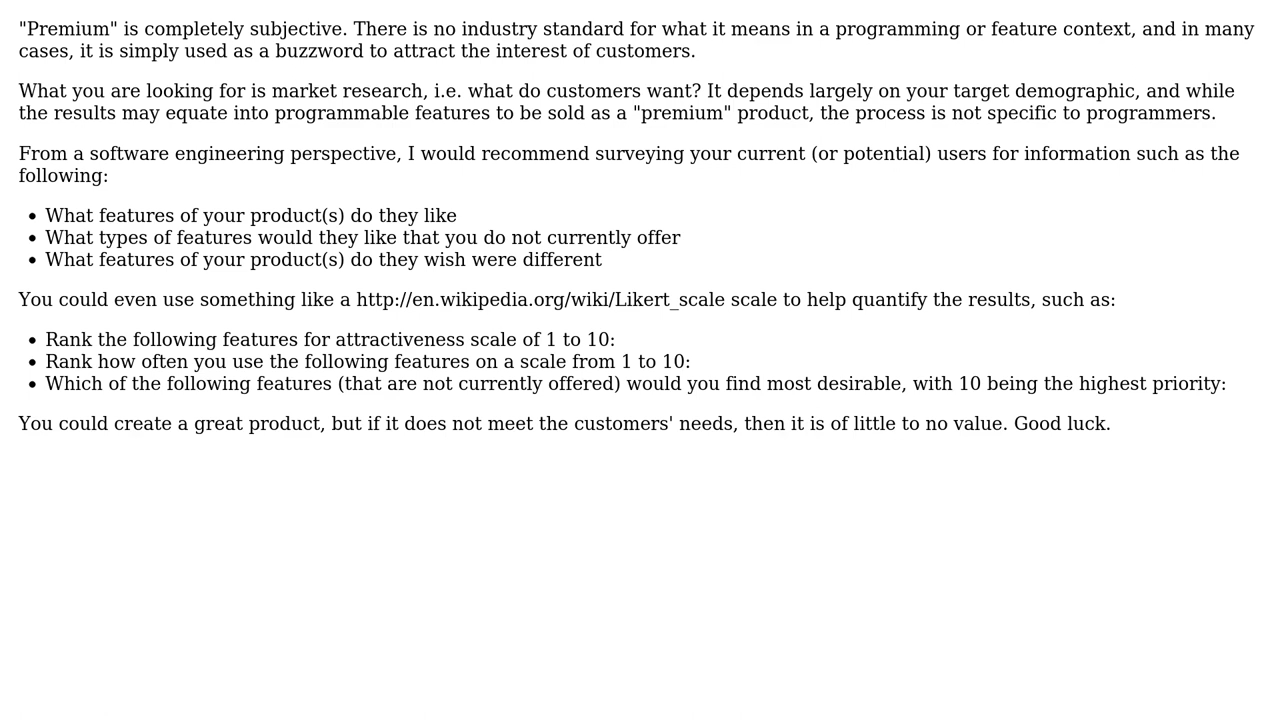 "Premium" is completely subjective. There is no industry standard for what it means in a programming or feature context, and in many
cases, it is simply used as a buzzword to attract the interest of customers.
What you are looking for is market research, i.e. what do customers want? It depends largely on your target demographic, and while
the results may equate into programmable features to be sold as a "premium" product, the process is not specific to programmers.
From a software engineering perspective, I would recommend surveying your current (or potential) users for information such as the
following:
• What features of your product(s) do they like
• What types of features would they like that you do not currently offer
• What features of your product(s) do they wish were different
You could even use something like a http://en.wikipedia.org/wiki/Likert_scale scale to help quantify the results, such as:
• Rank the following features for attractiveness scale of 1 to 10:
• Rank how often you use the following features on a scale from 1 to 10:
• Which of the following features (that are not currently offered) would you find most desirable, with 10 being the highest priority:
You could create a great product, but if it does not meet the customers' needs, then it is of little to no value. Good luck.